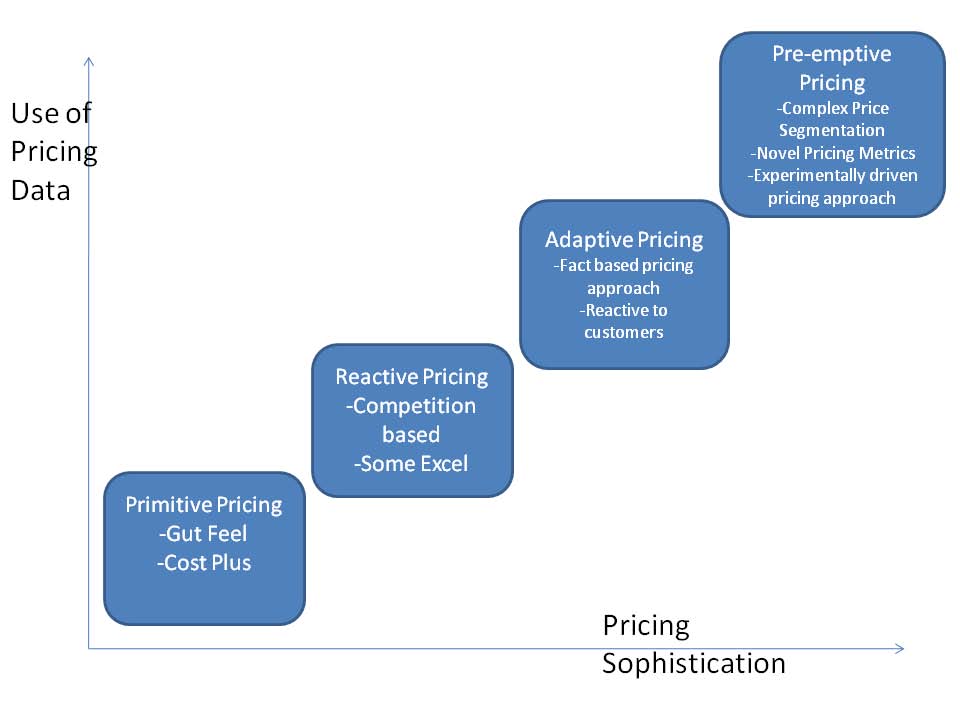 Use of
Pricing
Data
Pre-emptive
Pricing
-Complex Price
Segmentation
-Novel Pricing Metrics
-Experimentally driven
pricing approach
Adaptive Pricing
-Fact based pricing
approach
-Reactive to
customers
Reactive Pricing
-Competition
based
-Some Excel
Primitive Pricing
-Gut Feel
-Cost Plus
Pricing
Sophistication